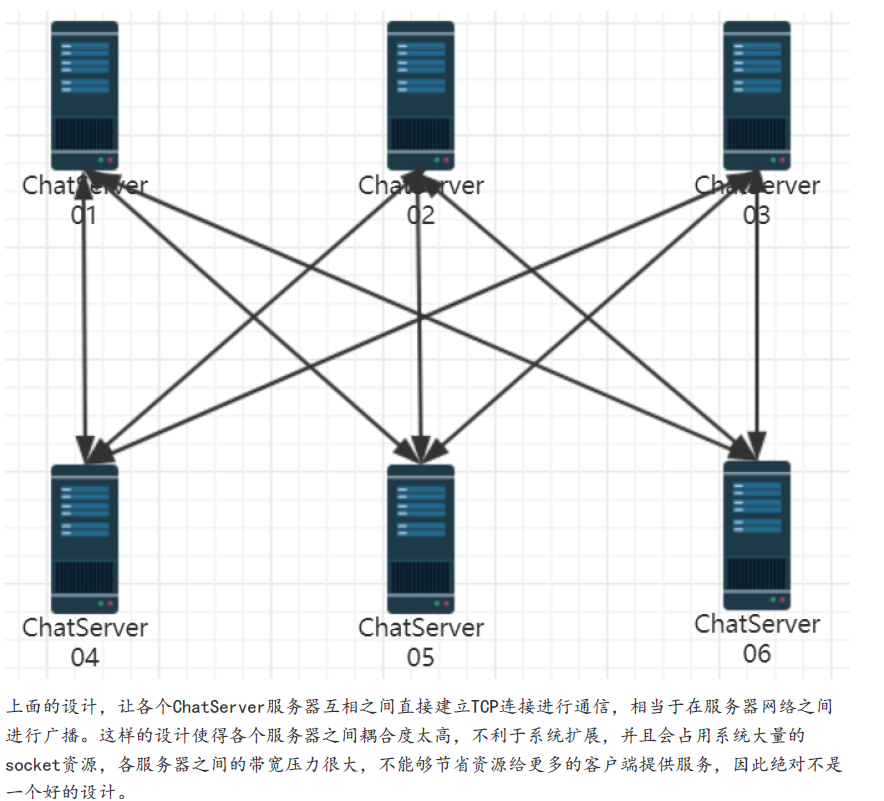 ChatServer
01
ChatServer
02
ChatServer
03
ChatServer
04
ChatServer
05
ChatServer
06
上面的设计，让各个ChatServer服务器互相之间直接建立TCP连接进行通信，相当于在服务器网络之间
进行广播。这样的设计使得各个服务器之间耦合度太高，不利于系统扩展，并且会占用系统大量的
socket资源，各服务器之间的带宽压力很大，不能够节省资源给更多的客户端提供服务，因此绝对不是
一个好的设计。